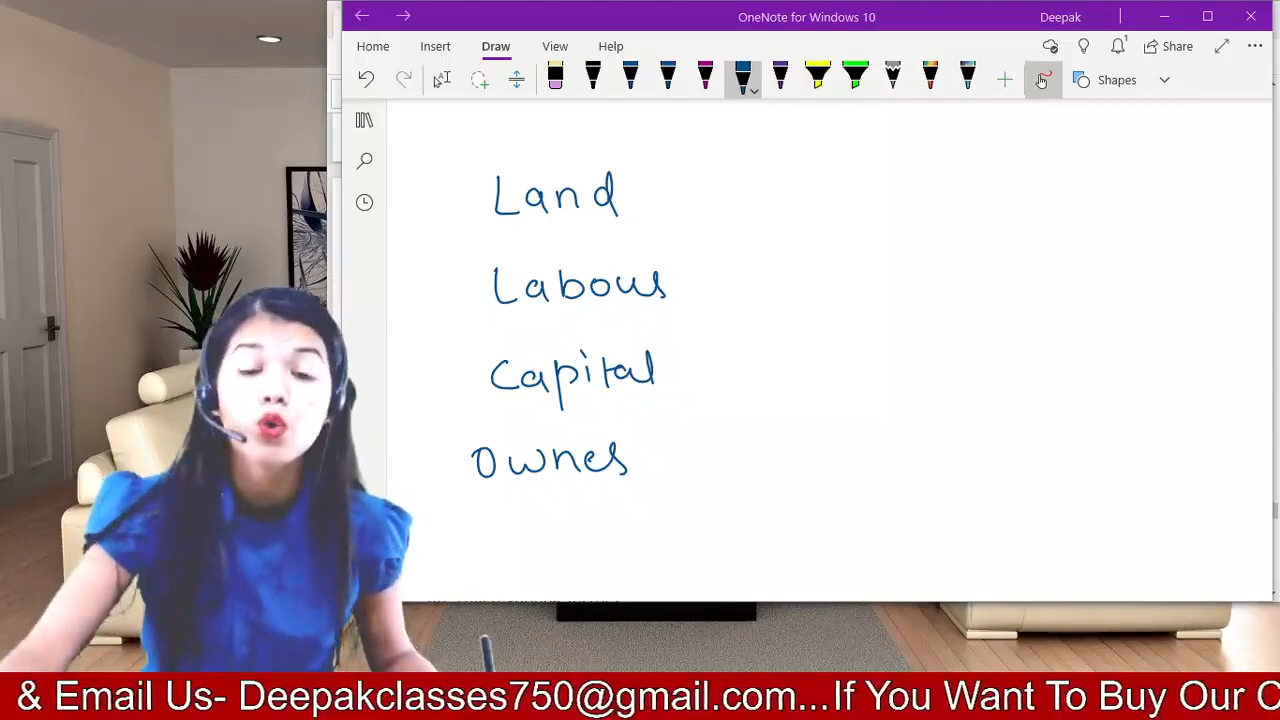 OneNote for Windows 10
Deepak
Home Insert Draw View Help
1
Share
Shapes
Land
Labour
Capital
Owner
& Email Us- Deepakclasses750@gmail.com...If You Want To Buy Our C